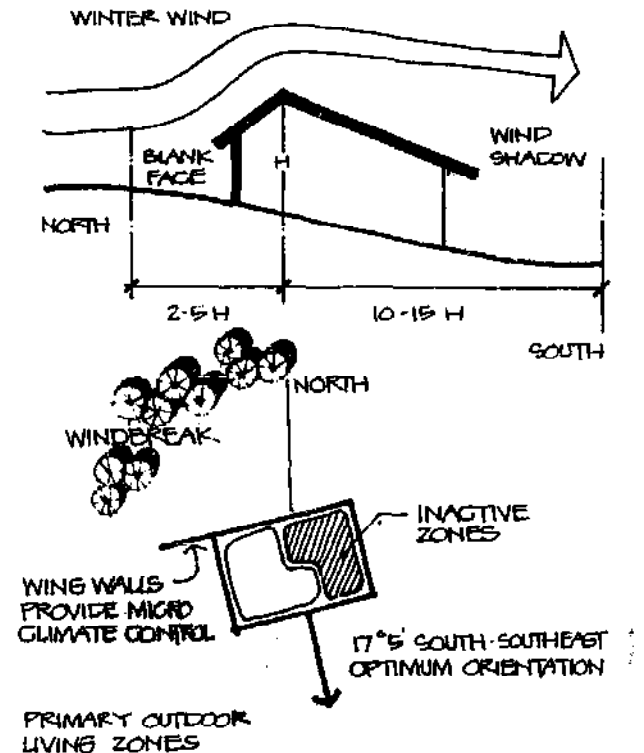 WINTER WIND
BLANK
FACE
H
WIND
SHADOW
NORTH
2-5 H
10-15 H
SOUTH
NORTH
WINDBREAK
INACTIVE
ZONES
WING WALLS
PROVIDE MICRO
CLIMATE CONTROL
17°5' SOUTH-SOUTHEAST
OPTIMUM ORIENTATION
PRIMARY OUTDOOR
LIVING ZONES